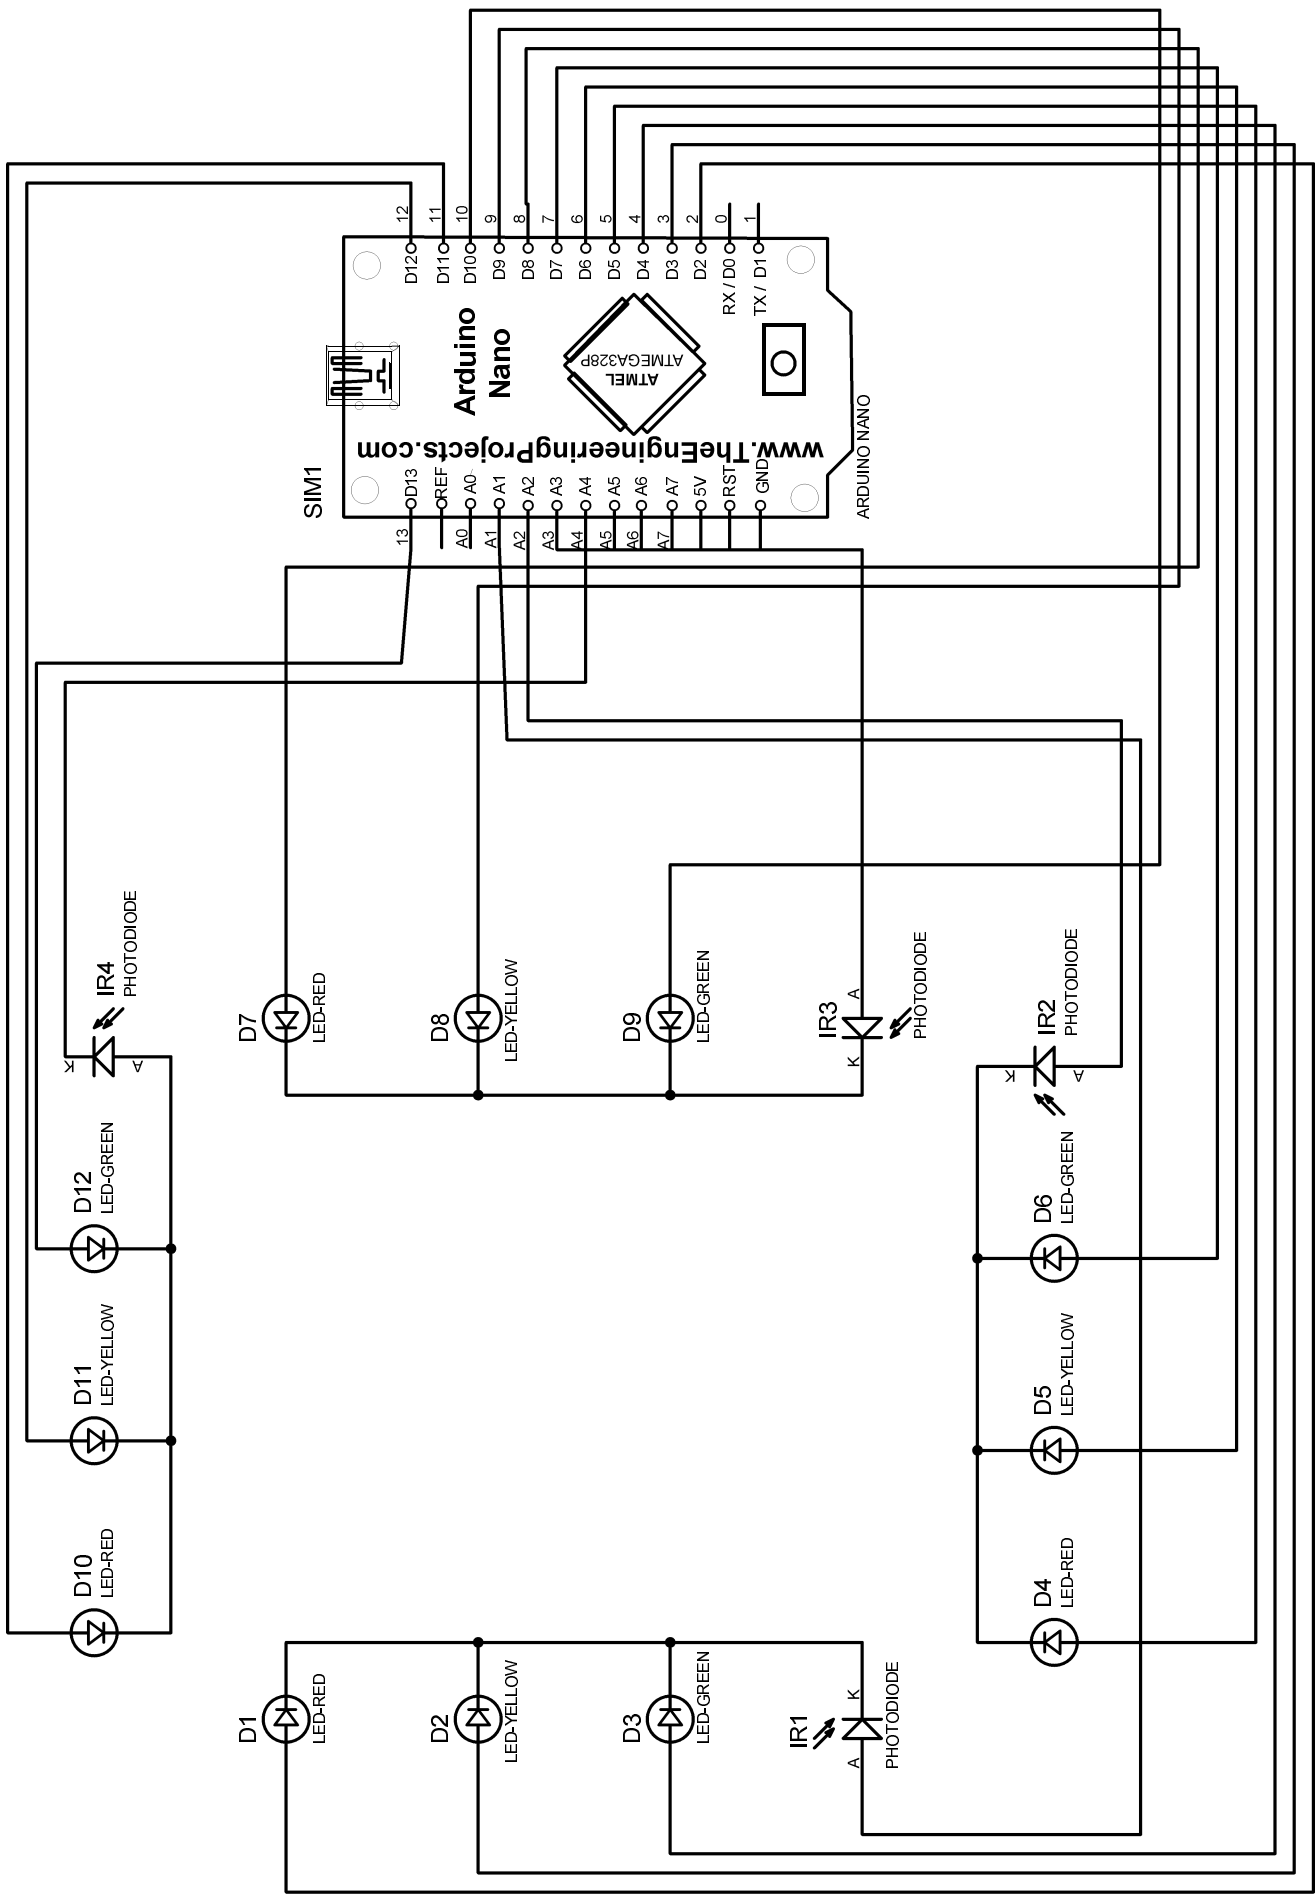 12
11
10
9
8
7
6
5
4
3
2
0
1
D12
D11
D10
D9
D8
D7
D6
D5
D4
D3
D2
RX / D0
TX / D1
Arduino
Nano
ATMEL
ATMEGA328P
www.TheEngineeringProjects.com
SIM1
ARDUINO NANO
D13
REF
A0
A1
A2
A3
A4
A5
A6
A7
5V
RST
GND
13
A0
A1
A2
A3
A4
A5
A6
A7
IR4
PHOTODIODE
K
A
D7
LED-RED
D8
LED-YELLOW
D9
LED-GREEN
IR3
PHOTODIODE
A
K
IR2
PHOTODIODE
K
A
D12
LED-GREEN
D11
LED-YELLOW
D10
LED-RED
D6
LED-GREEN
D5
LED-YELLOW
D4
LED-RED
D1
LED-RED
D2
LED-YELLOW
D3
LED-GREEN
IR1
PHOTODIODE
K
A